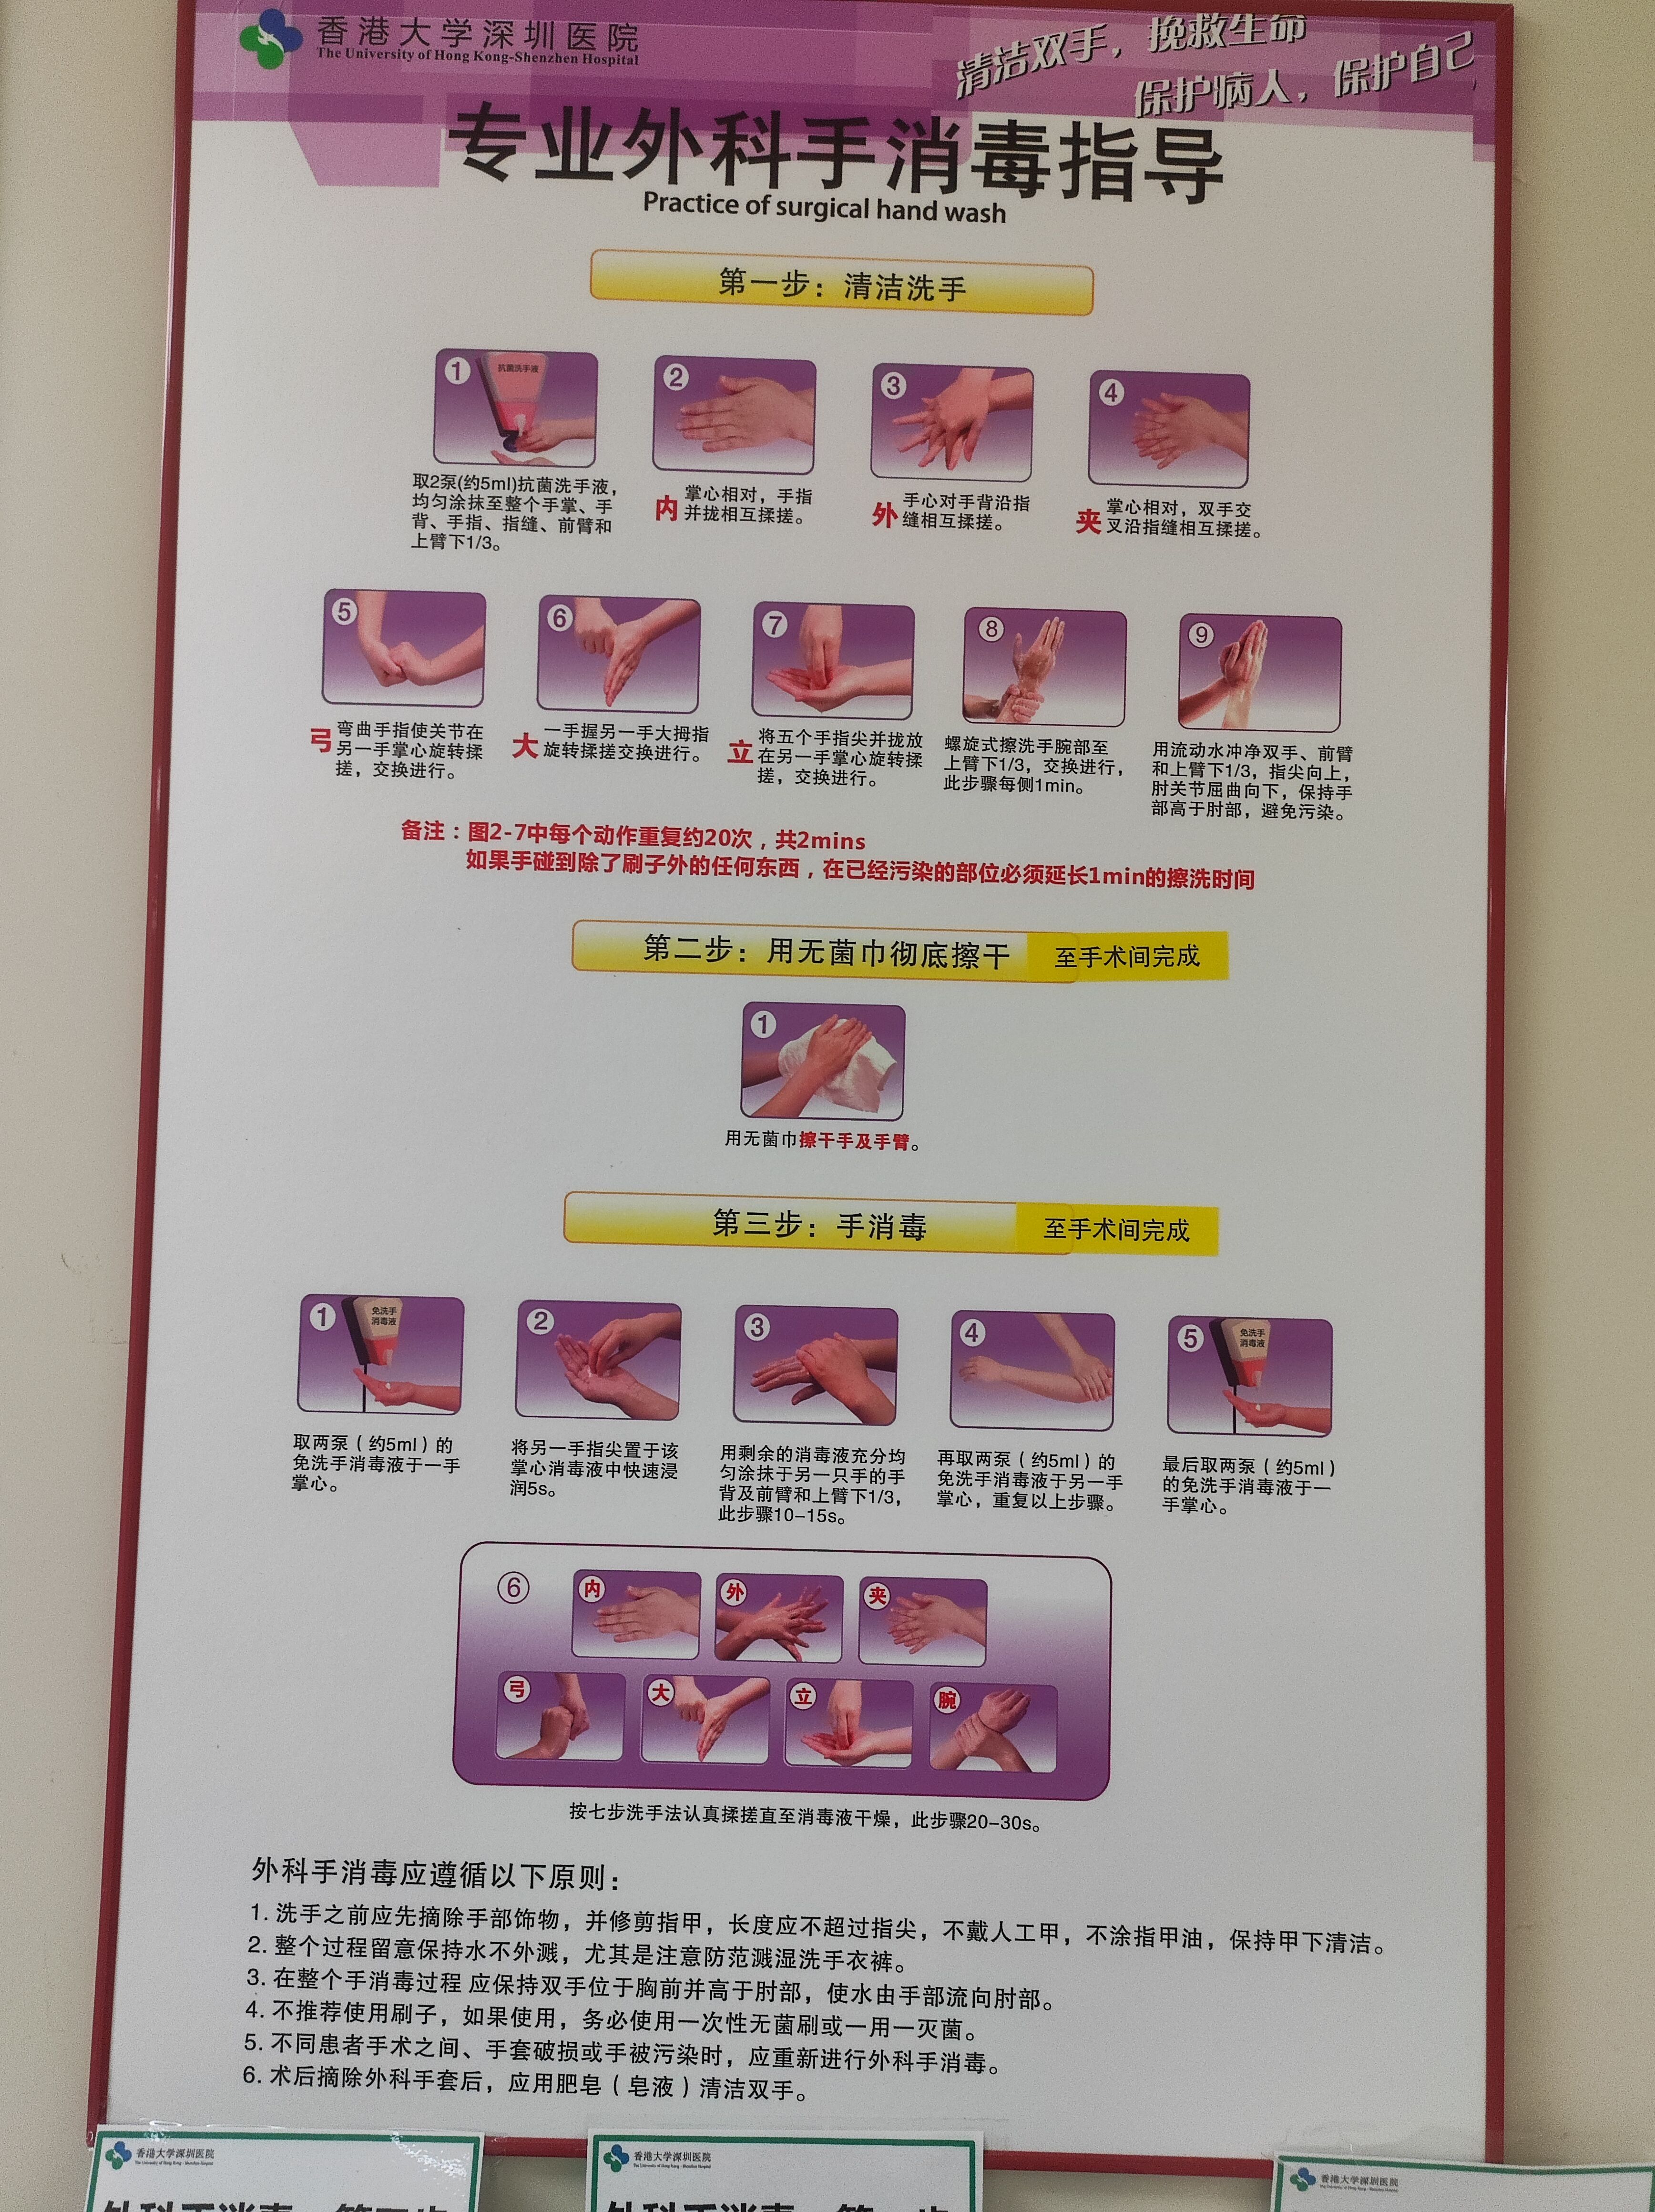 香港大学深圳医院
The University of Hong Kong-Shenzhen Hospital
清洁双手，挽救生命
保护病人，保护自己
专业外科手消毒指导
Practice of surgical hand wash
第一步：清洁洗手
1
抗菌洗手液
取2泵(约5ml)抗菌洗手液，
均匀涂抹至整个手掌、手
背、手指、指缝、前臂和
上臂下1/3。
2
内
掌心相对，手指
并拢相互揉搓。
3
外
手心对手背沿指
缝相互揉搓。
4
夹
掌心相对，双手交
叉沿指缝相互揉搓。
5
弓
弯曲手指使关节在
另一手掌心旋转揉
搓，交换进行。
6
大
一手握另一手大拇指
旋转揉搓交换进行。
7
立
将五个手指尖并拢放
在另一手掌心旋转揉
搓，交换进行。
8
螺旋式擦洗手腕部至
上臂下1/3，交换进行，
此步骤每侧1min。
9
用流动水冲净双手、前臂
和上臂下1/3，指尖向上，
肘关节屈曲向下，保持手
部高于肘部，避免污染。
备注：图2-7中每个动作重复约20次，共2mins
如果手碰到除了刷子外的任何东西，在已经污染的部位必须延长1min的擦洗时间
第二步：用无菌巾彻底擦干 至手术间完成
1
用无菌巾擦干手及手臂。
第三步：手消毒 至手术间完成
1
免洗手
消毒液
取两泵（约5ml）的
免洗手消毒液于一手
掌心。
2
将另一手指尖置于该
掌心消毒液中快速浸
润5s。
3
用剩余的消毒液充分均
匀涂抹于另一只手的手
背及前臂和上臂下1/3，
此步骤10-15s。
4
再取两泵（约5ml）的
免洗手消毒液于另一手
掌心，重复以上步骤。
5
免洗手
消毒液
最后取两泵（约5ml）
的免洗手消毒液于一
手掌心。
6
内 外 夹
弓 大 立 腕
按七步洗手法认真揉搓直至消毒液干燥，此步骤20-30s。
外科手消毒应遵循以下原则：
1. 洗手之前应先摘除手部饰物，并修剪指甲，长度应不超过指尖，不戴人工甲，不涂指甲油，保持甲下清洁。
2. 整个过程留意保持水不外溅，尤其是注意防范溅湿洗手衣裤。
3. 在整个手消毒过程 应保持双手位于胸前并高于肘部，使水由手部流向肘部。
4. 不推荐使用刷子，如果使用，务必使用一次性无菌刷或一用一灭菌。
5. 不同患者手术之间、手套破损或手被污染时，应重新进行外科手消毒。
6. 术后摘除外科手套后，应用肥皂（皂液）清洁双手。
香港大学深圳医院
The University of Hong Kong - Shenzhen Hospital
香港大学深圳医院
The University of Hong Kong - Shenzhen Hospital
香港大学深圳医院
The University of Hong Kong - Shenzhen Hospital